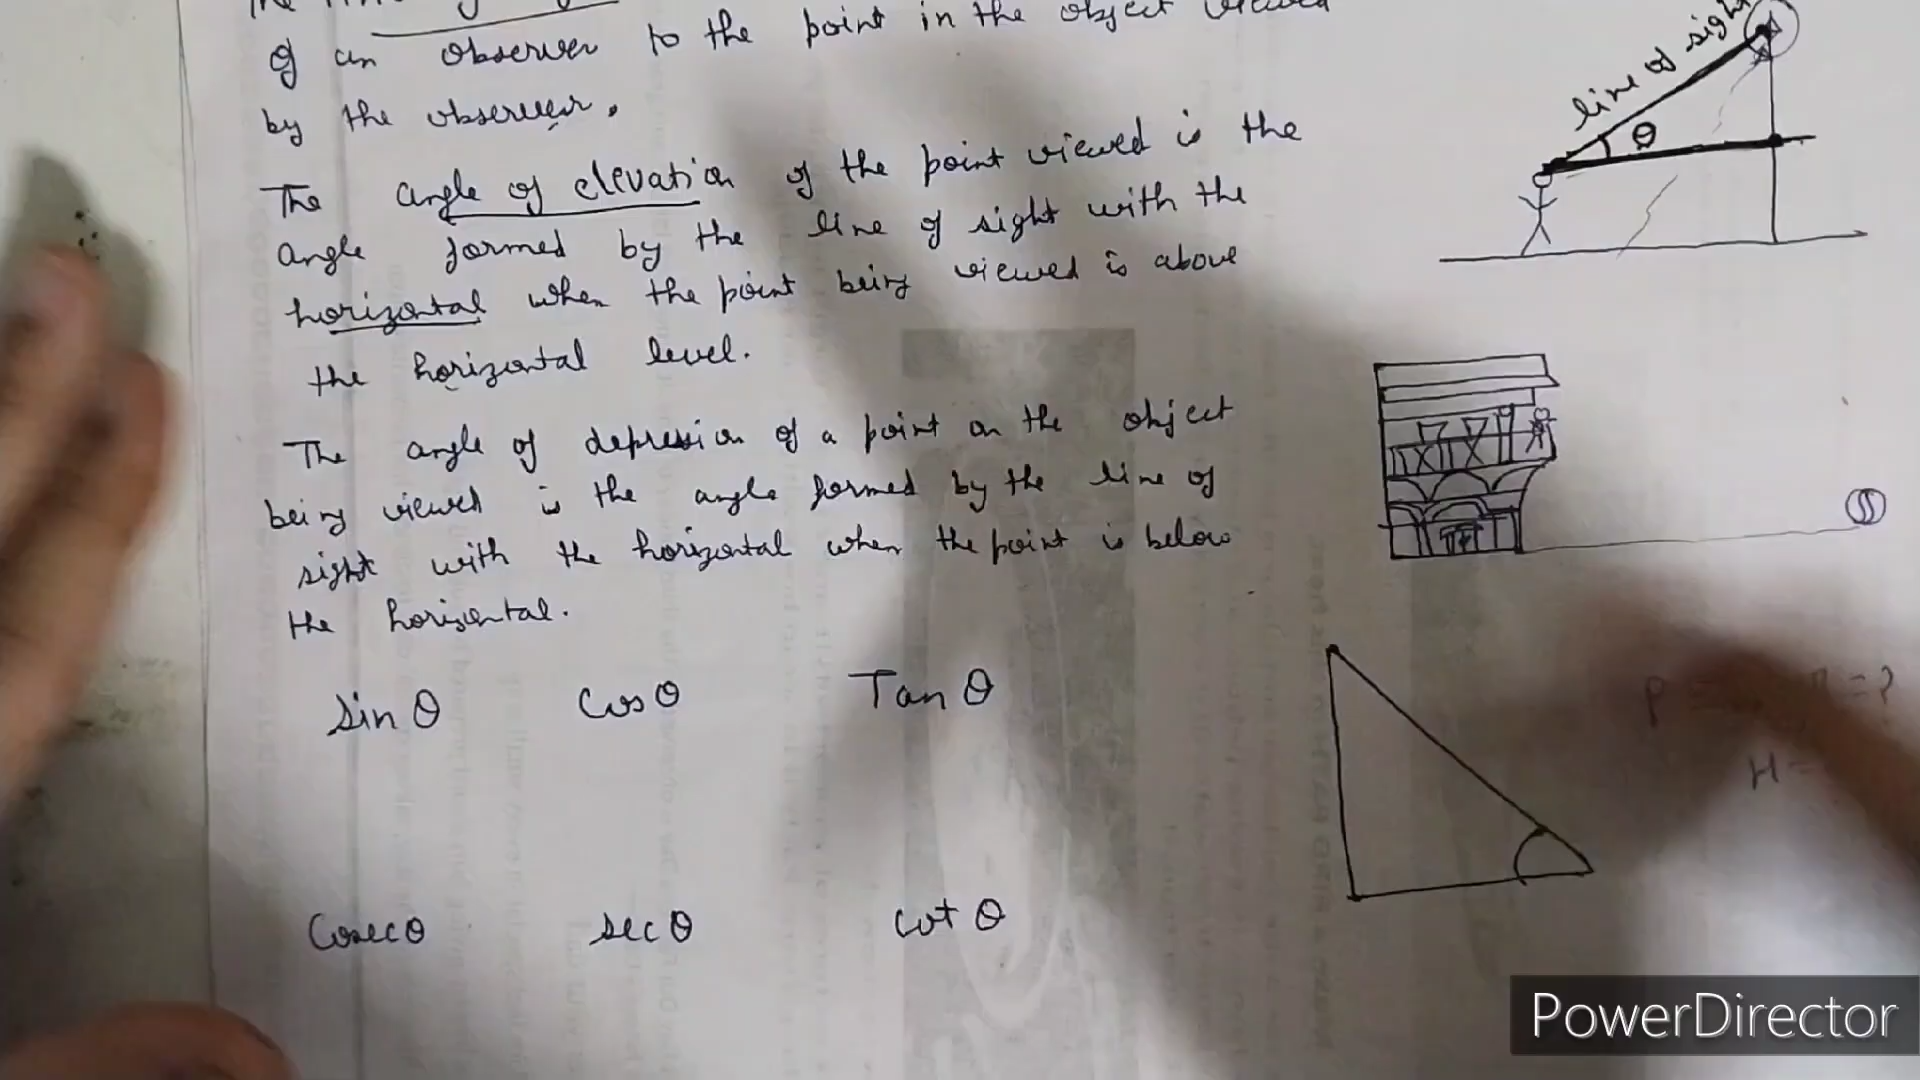 of an observer to the point in the object viewed
by the observer.
The angle of elevation of the point viewed is the
angle formed by the line of sight with the
horizontal when the point being viewed is above
the horizontal level.
The angle of depression of a point on the object
being viewed is the angle formed by the line of
sight with the horizontal when the point is below
the horizontal.
sin θ cos θ Tan θ
cosec θ sec θ cot θ
line of sight
θ
P = =?
H =
PowerDirector